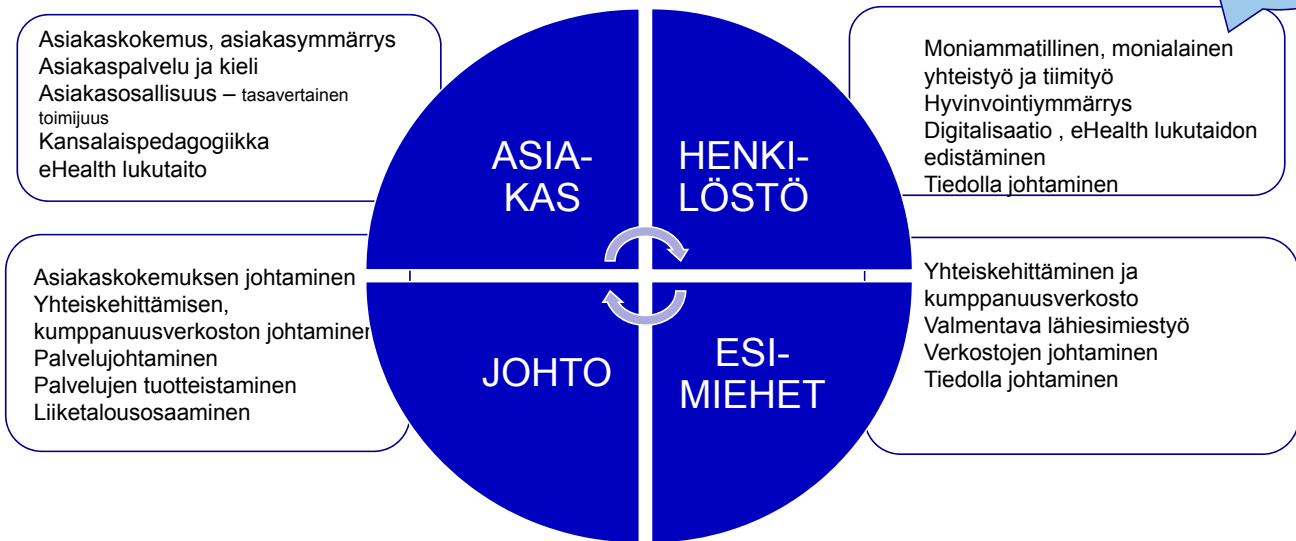 Asiakaskokemus, asiakasymmärrys
Asiakaspalvelu ja kieli
Asiakasosallisuus – tasavertainen
toimijuus
Kansalaispedagogiikka
eHealth lukutaito
ASIA-
KAS
HENKI-
LÖSTÖ
Moniammatillinen, monialainen
yhteistyö ja tiimityö
Hyvinvointiymmärrys
Digitalisaatio , eHealth lukutaidon
edistäminen
Tiedolla johtaminen
Asiakaskokemuksen johtaminen
Yhteiskehittämisen,
kumppanuusverkoston johtaminen
Palvelujohtaminen
Palvelujen tuotteistaminen
Liiketalousosaaminen
JOHTO
ESI-
MIEHET
Yhteiskehittäminen ja
kumppanuusverkosto
Valmentava lähiesimiestyö
Verkostojen johtaminen
Tiedolla johtaminen